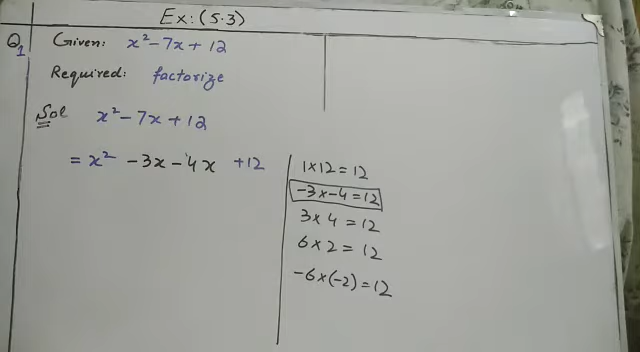 Ex: (5.3)
Q1 Given: x² - 7x + 12
Required: factorize
Sol x² - 7x + 12
= x² - 3x - 4x + 12
1 x 12 = 12
-3 x -4 = 12
3 x 4 = 12
6 x 2 = 12
-6 x (-2) = 12